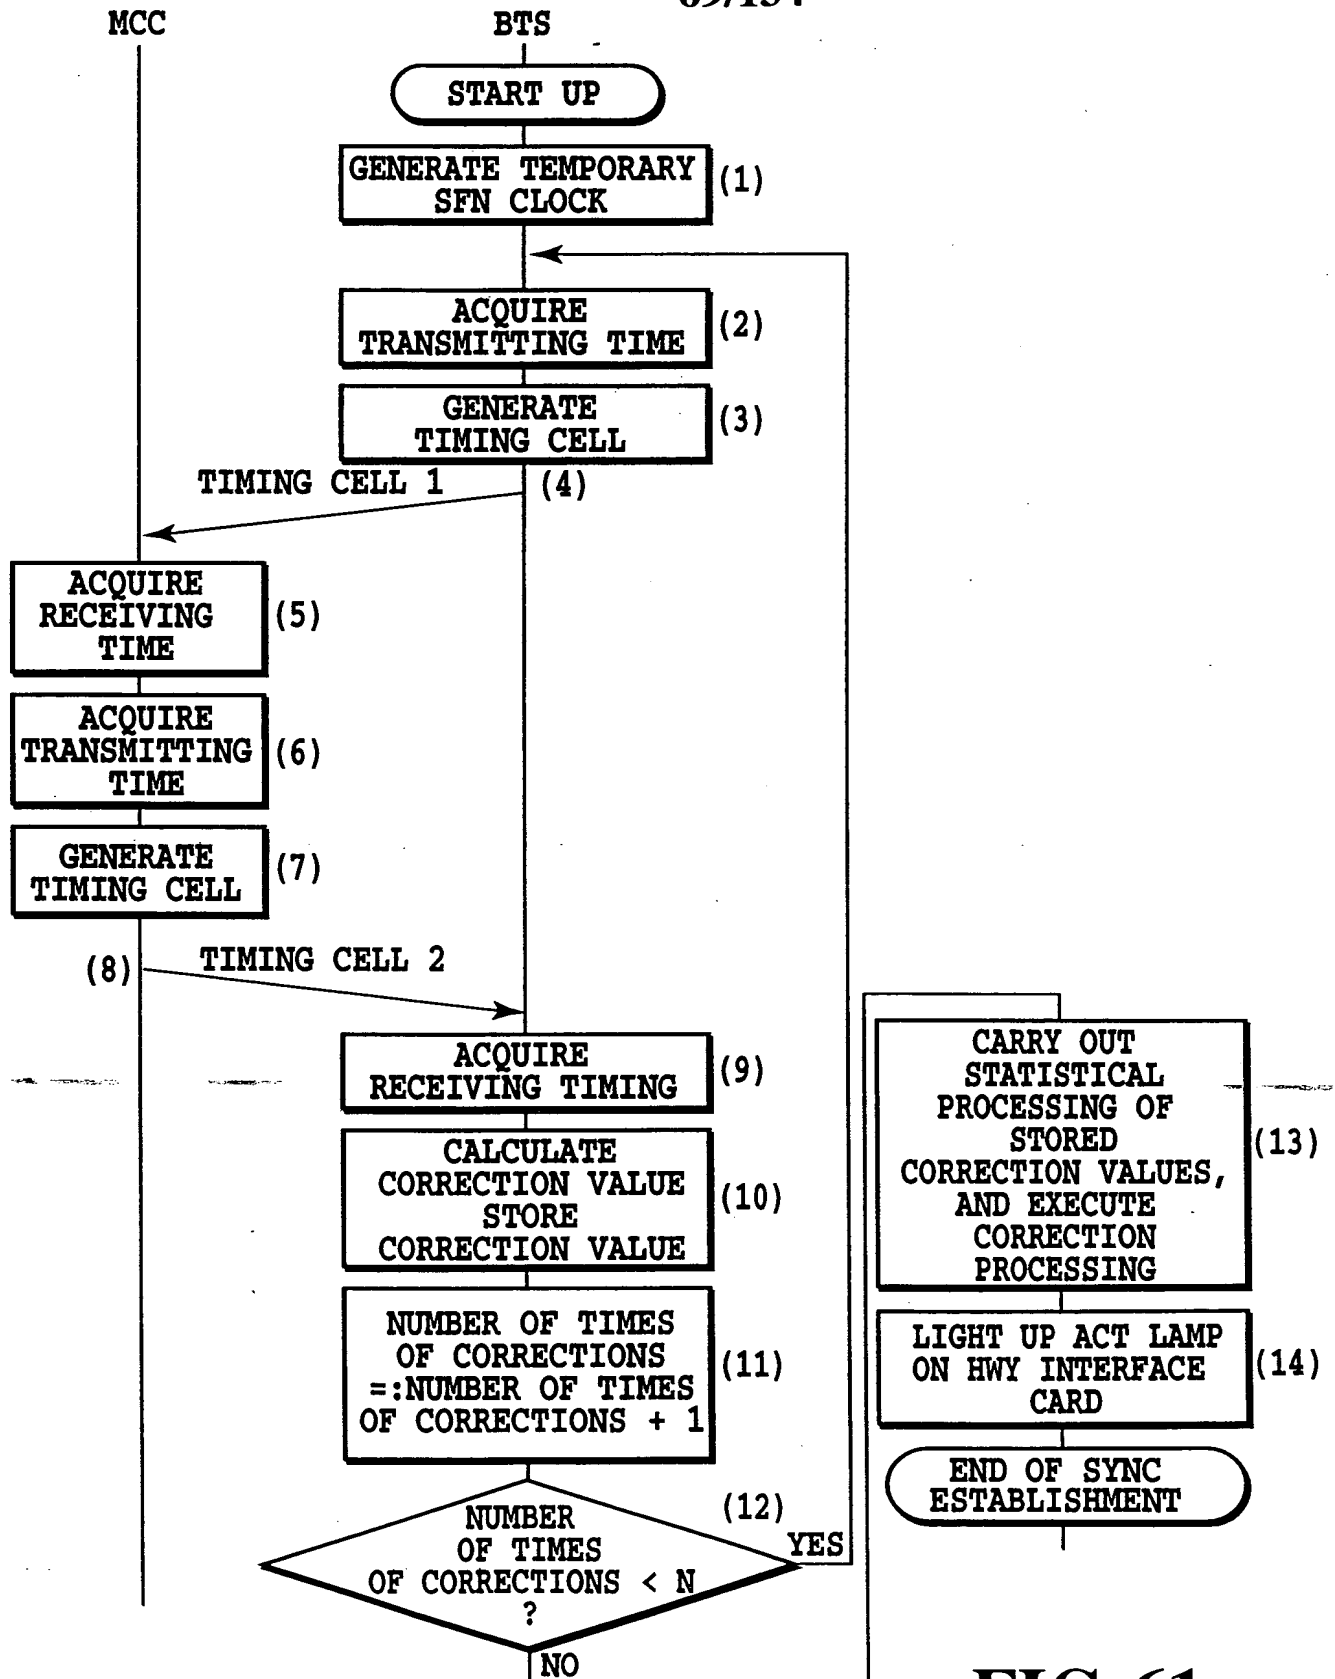 MCC
BTS
START UP
GENERATE TEMPORARY
SFN CLOCK
(1)
ACQUIRE
TRANSMITTING TIME
(2)
GENERATE
TIMING CELL
(3)
TIMING CELL 1
(4)
ACQUIRE
RECEIVING
TIME
(5)
ACQUIRE
TRANSMITTING
TIME
(6)
GENERATE
TIMING CELL
(7)
(8)
TIMING CELL 2
ACQUIRE
RECEIVING TIMING
(9)
CALCULATE
CORRECTION VALUE
STORE
CORRECTION VALUE
(10)
NUMBER OF TIMES
OF CORRECTIONS
=:NUMBER OF TIMES
OF CORRECTIONS + 1
(11)
NUMBER
OF TIMES
OF CORRECTIONS < N
?
(12)
YES
NO
CARRY OUT
STATISTICAL
PROCESSING OF
STORED
CORRECTION VALUES,
AND EXECUTE
CORRECTION
PROCESSING
(13)
LIGHT UP ACT LAMP
ON HWY INTERFACE
CARD
(14)
END OF SYNC
ESTABLISHMENT